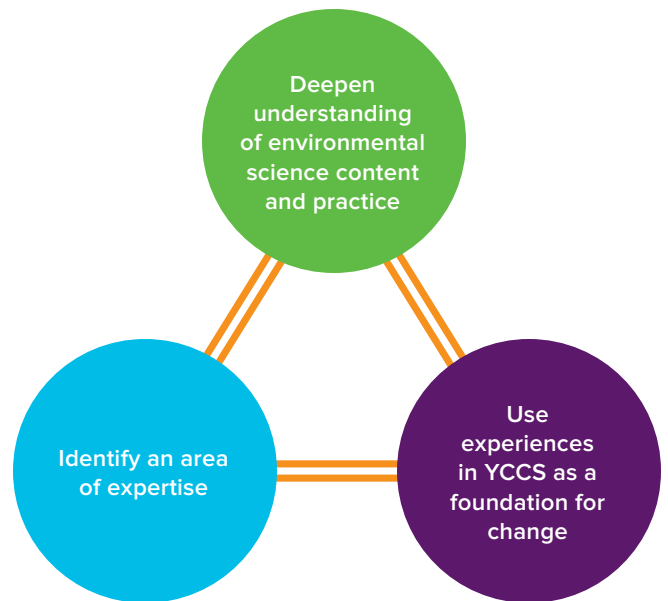 Deepen
understanding
of environmental
science content
and practice
Identify an area
of expertise
Use
experiences
in YCCS as a
foundation for
change